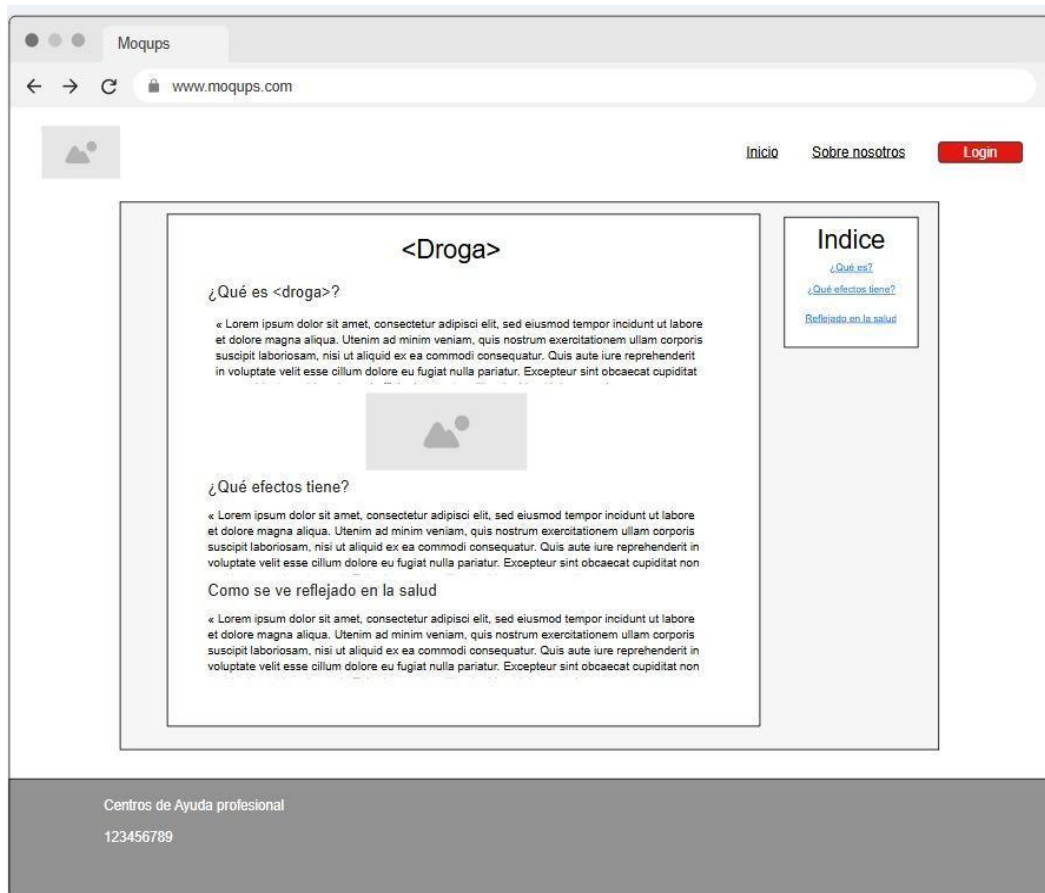 Moqups
www.moqups.com
Inicio
Sobre nosotros
Login
<Droga>
¿Qué es <droga>?
« Lorem ipsum dolor sit amet, consectetur adipisci elit, sed eiusmod tempor incidunt ut labore
et dolore magna aliqua. Utenim ad minim veniam, quis nostrum exercitationem ullam corporis
suscipit laboriosam, nisi ut aliquid ex ea commodi consequatur. Quis aute iure reprehenderit
in voluptate velit esse cillum dolore eu fugiat nulla pariatur. Excepteur sint obcaecat cupiditat
¿Qué efectos tiene?
« Lorem ipsum dolor sit amet, consectetur adipisci elit, sed eiusmod tempor incidunt ut labore
et dolore magna aliqua. Utenim ad minim veniam, quis nostrum exercitationem ullam corporis
suscipit laboriosam, nisi ut aliquid ex ea commodi consequatur. Quis aute iure reprehenderit in
voluptate velit esse cillum dolore eu fugiat nulla pariatur. Excepteur sint obcaecat cupiditat non
Como se ve reflejado en la salud
« Lorem ipsum dolor sit amet, consectetur adipisci elit, sed eiusmod tempor incidunt ut labore
et dolore magna aliqua. Utenim ad minim veniam, quis nostrum exercitationem ullam corporis
suscipit laboriosam, nisi ut aliquid ex ea commodi consequatur. Quis aute iure reprehenderit in
voluptate velit esse cillum dolore eu fugiat nulla pariatur. Excepteur sint obcaecat cupiditat non
Indice
¿Qué es?
¿Qué efectos tiene?
Reflejado en la salud
Centros de Ayuda profesional
123456789